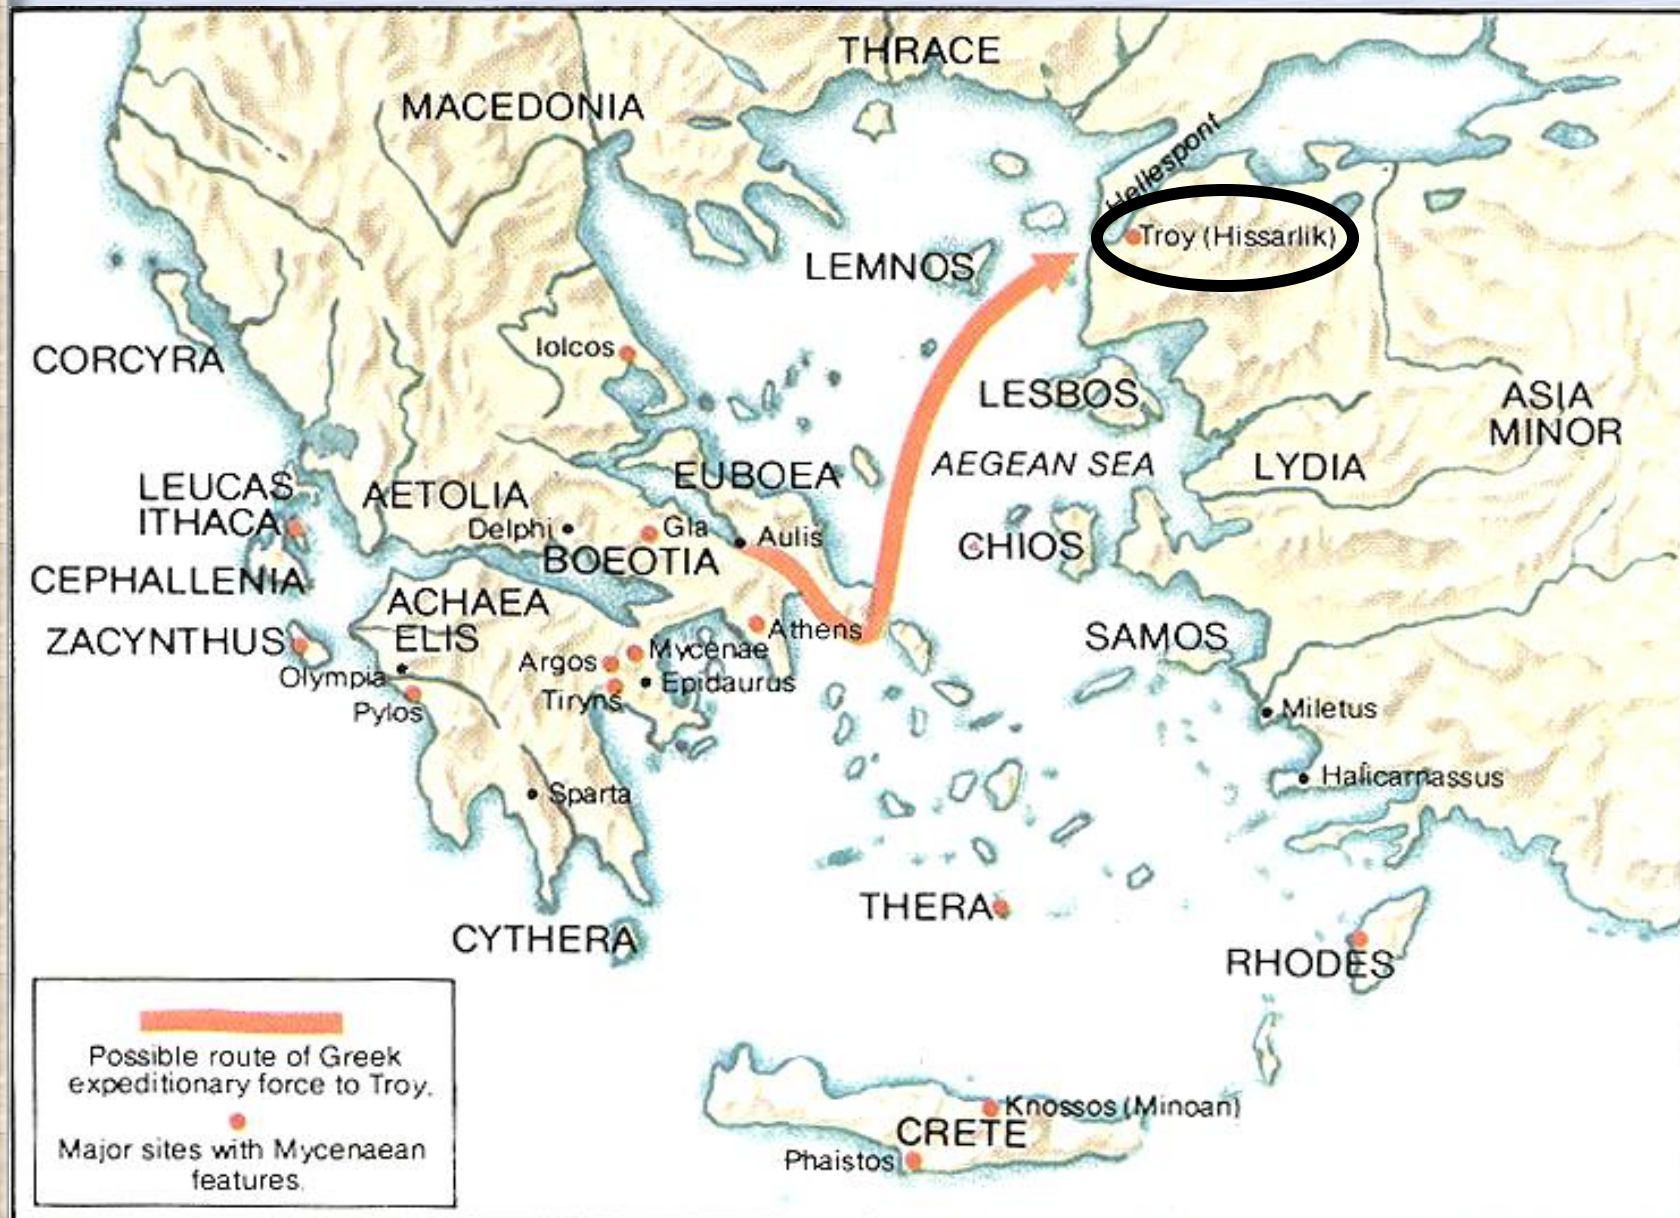 THRACE
MACEDONIA
Hellespont
Troy (Hissarlik)
LEMNOS
Iolcos
CORCYRA
LESBOS
ASIA
MINOR
AEGEAN SEA
LYDIA
EUBOEA
LEUCAS
ITHACA
AETOLIA
Delphi
Gla
Aulis
BOEOTIA
CHIOS
CEPHALLENIA
ACHAEA
ELIS
ZACYNTHUS
Athens
SAMOS
Mycenae
Argos
Olympia
Epidaurus
Tiryns
Pylos
Miletus
Halicarnassus
Sparta
THERA
CYTHERA
RHODES
Possible route of Greek
expeditionary force to Troy.
Major sites with Mycenaean
features.
Knossos (Minoan)
CRETE
Phaistos